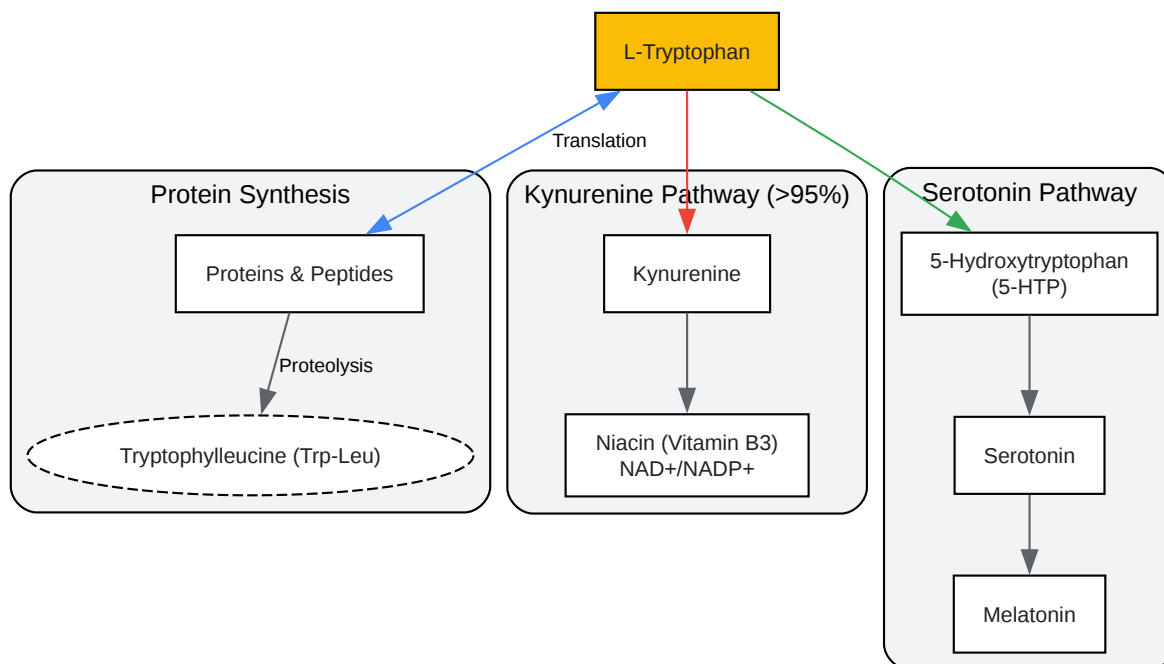 L-Tryptophan
Translation
Protein Synthesis
Kynurenine Pathway (>95%)
Serotonin Pathway
Proteins & Peptides
Kynurenine
5-Hydroxytryptophan
(5-HTP)
Proteolysis
Tryptophylleucine (Trp-Leu)
Niacin (Vitamin B3)
NAD+/NADP+
Serotonin
Melatonin